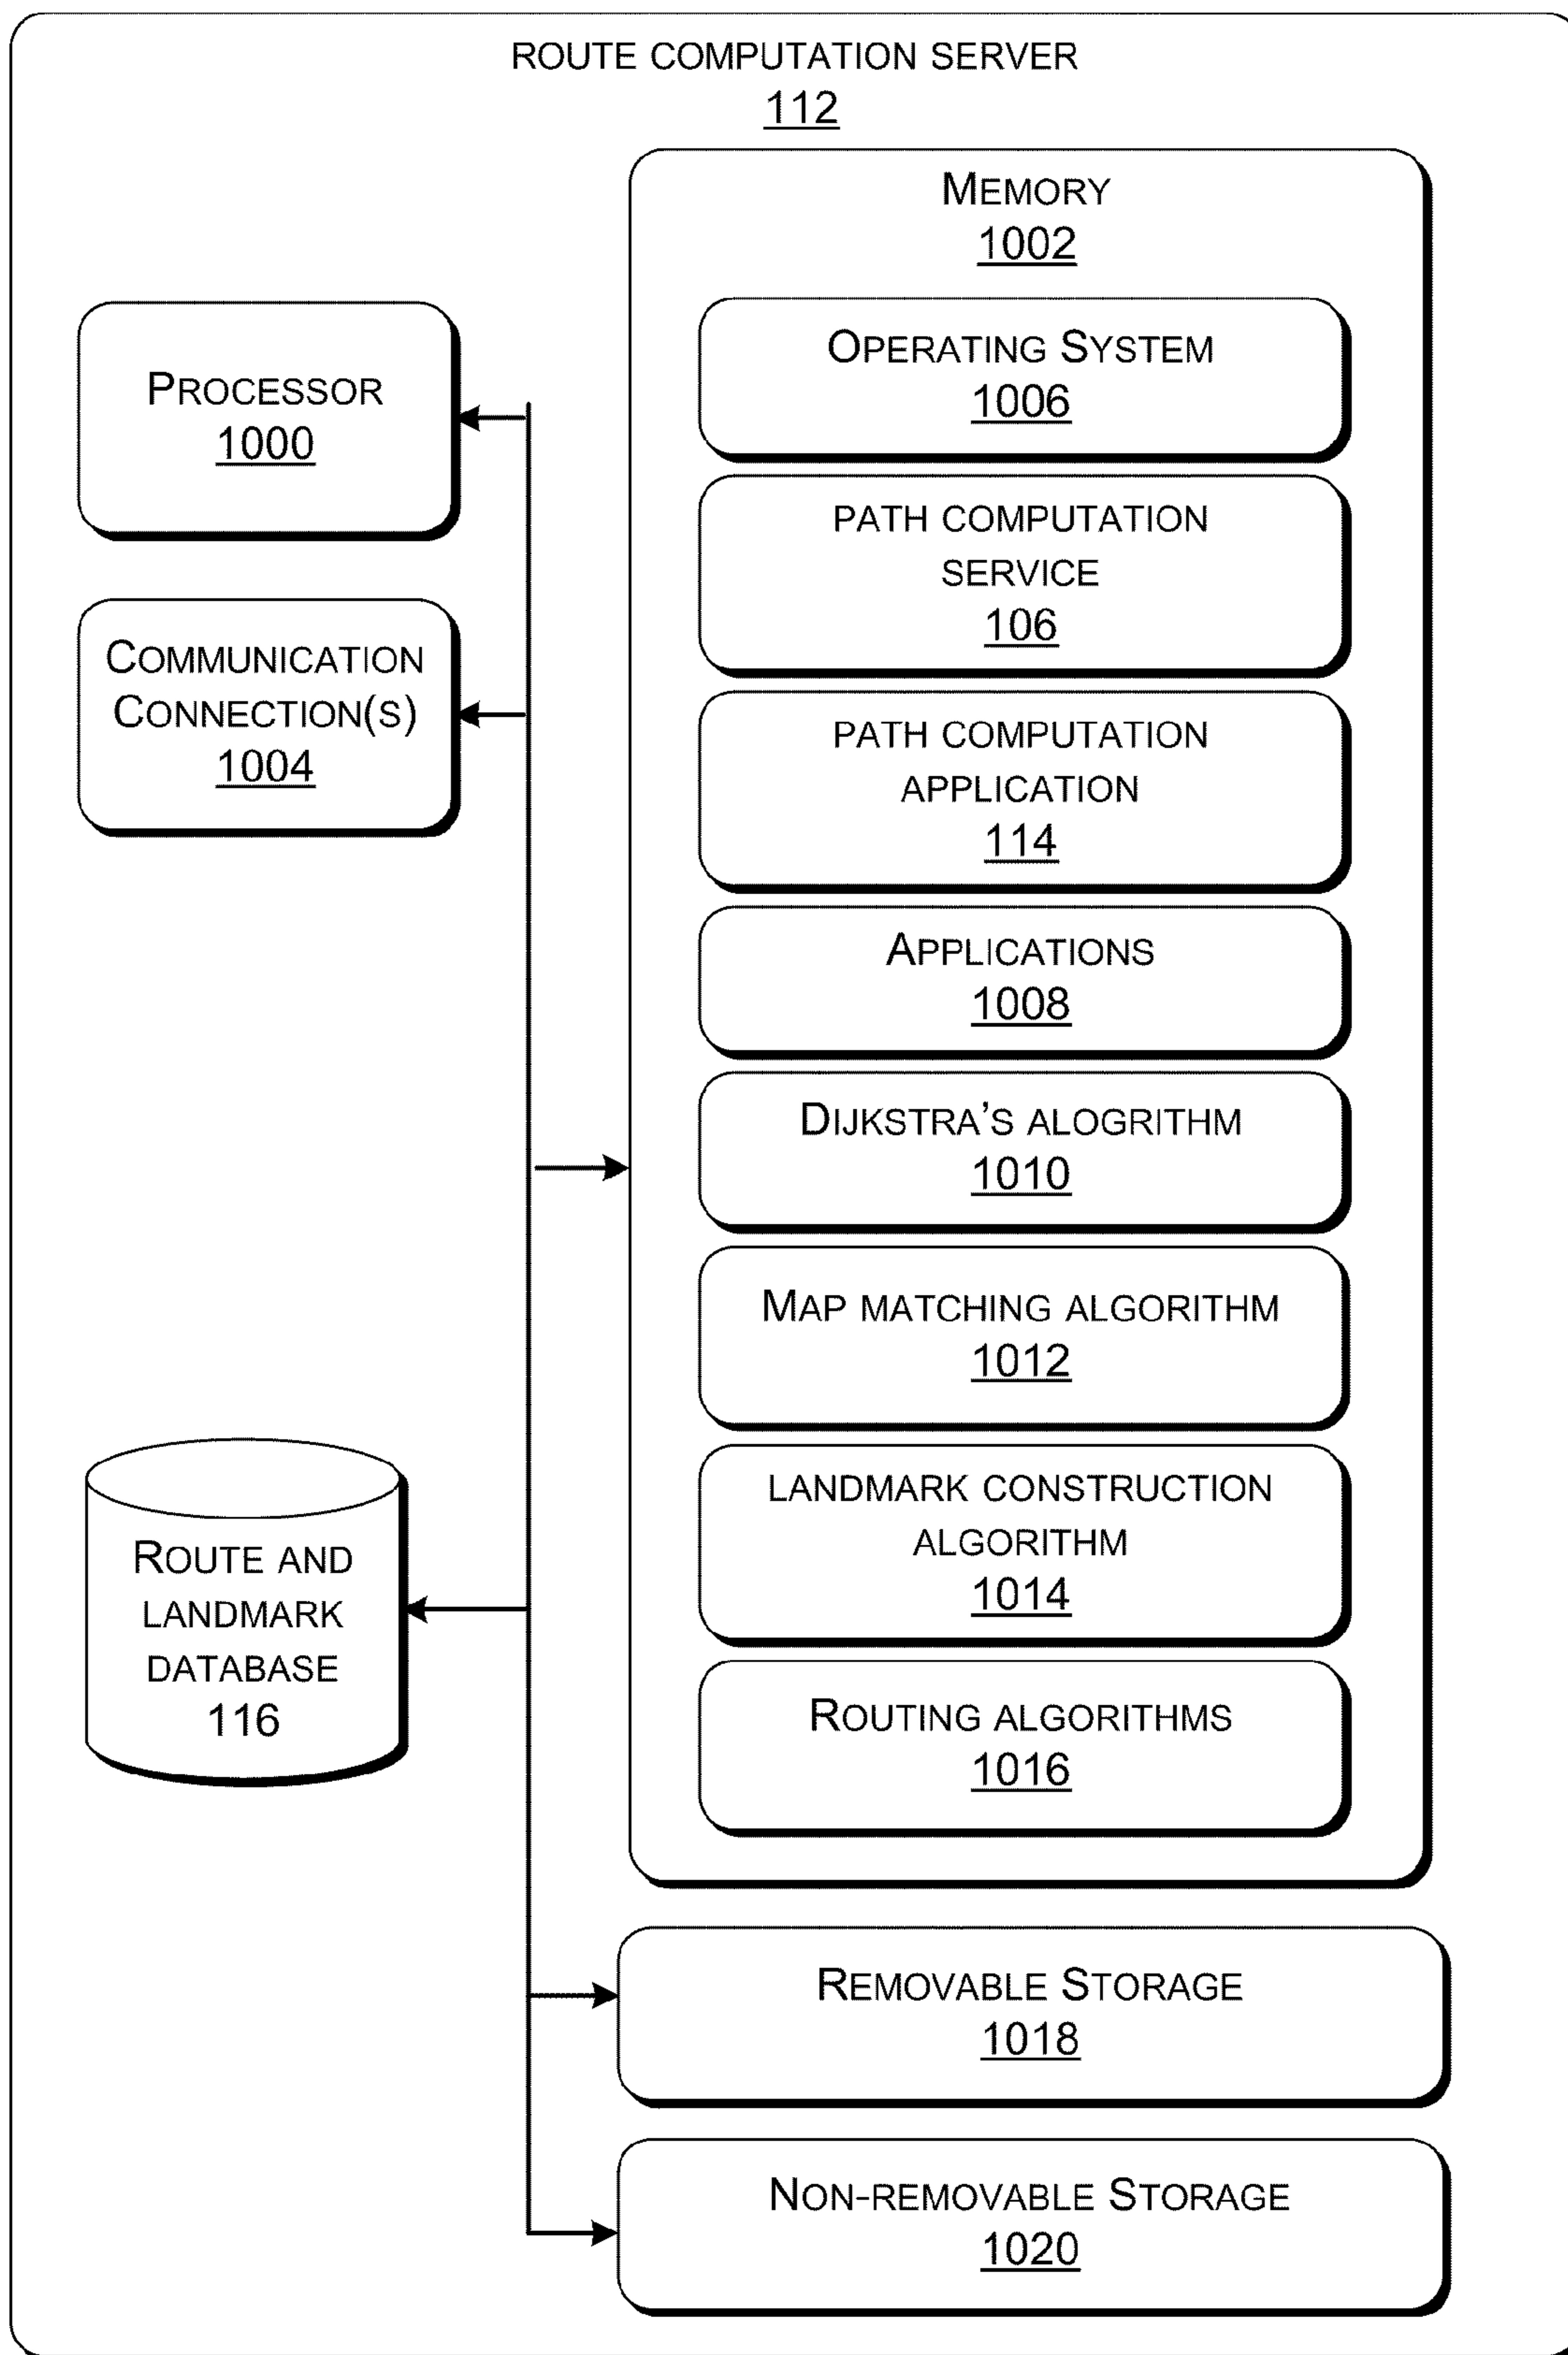 ROUTE COMPUTATION SERVER
112
MEMORY
1002
PROCESSOR
1000
COMMUNICATION
CONNECTION(S)
1004
ROUTE AND
LANDMARK
DATABASE
116
OPERATING SYSTEM
1006
PATH COMPUTATION
SERVICE
106
PATH COMPUTATION
APPLICATION
114
APPLICATIONS
1008
DIJKSTRA'S ALOGRITHM
1010
MAP MATCHING ALGORITHM
1012
LANDMARK CONSTRUCTION
ALGORITHM
1014
ROUTING ALGORITHMS
1016
REMOVABLE STORAGE
1018
NON-REMOVABLE STORAGE
1020